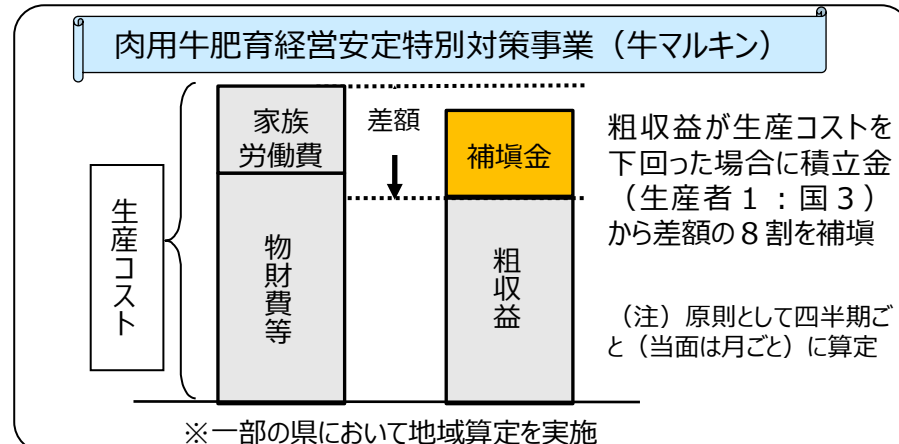 肉用牛肥育経営安定特別対策事業（牛マルキン）
生産コスト
家族
労働費
物財費等
差額
補塡金
粗収益
粗収益が生産コストを
下回った場合に積立金
（生産者１：国３）
から差額の８割を補塡
（注）原則として四半期ご
と（当面は月ごと）に算定
※一部の県において地域算定を実施